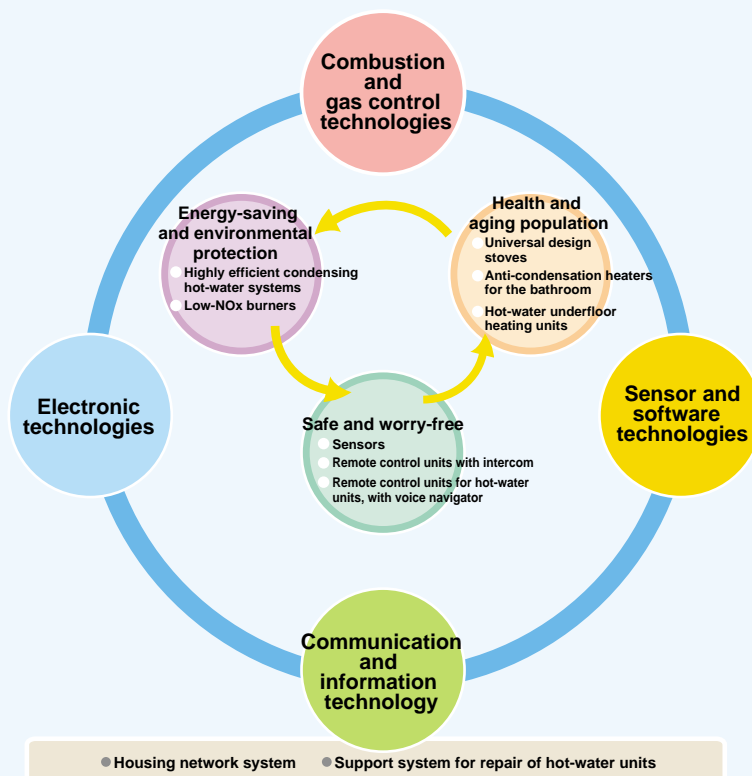 Combustion
and
gas control
technologies
Energy-saving
and environmental
protection
Highly efficient condensing
hot-water systems
Low-NOx burners
Health and
aging population
Universal design
stoves
Anti-condensation heaters
for the bathroom
Hot-water underfloor
heating units
Electronic
technologies
Sensor and
software
technologies
Safe and worry-free
Sensors
Remote control units with intercom
Remote control units for hot-water
units, with voice navigator
Communication
and
information
technology
Housing network system
Support system for repair of hot-water units